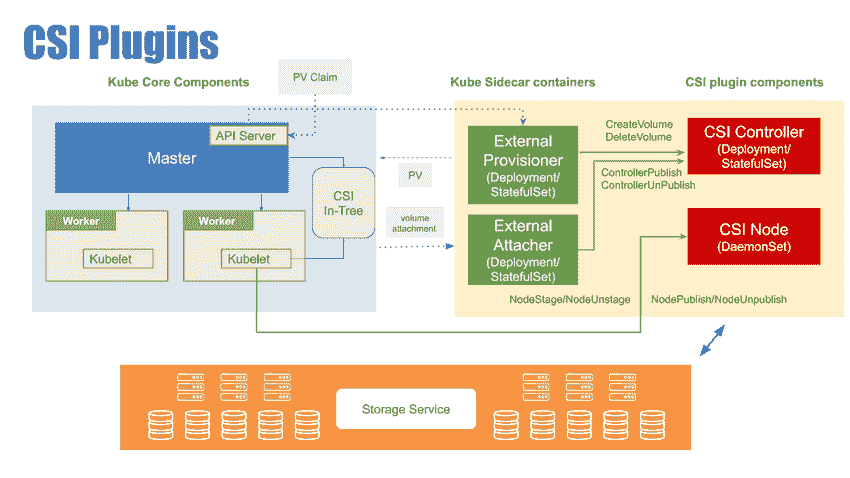 CSI Plugins
Kube Core Components
PV Claim
Kube Sidecar containers
CSI plugin components
API Server
Master
CSI
In-Tree
Worker
Kubelet
Worker
Kubelet
PV
volume
attachment
External
Provisioner
(Deployment/
StatefulSet)
External
Attacher
(Deployment/
StatefulSet)
CreateVolume
DeleteVolume
ControllerPublish
ControllerUnPublish
CSI Controller
(Deployment/
StatefulSet)
CSI Node
(DaemonSet)
NodeStage/NodeUnstage
NodePublish/NodeUnpublish
Storage Service